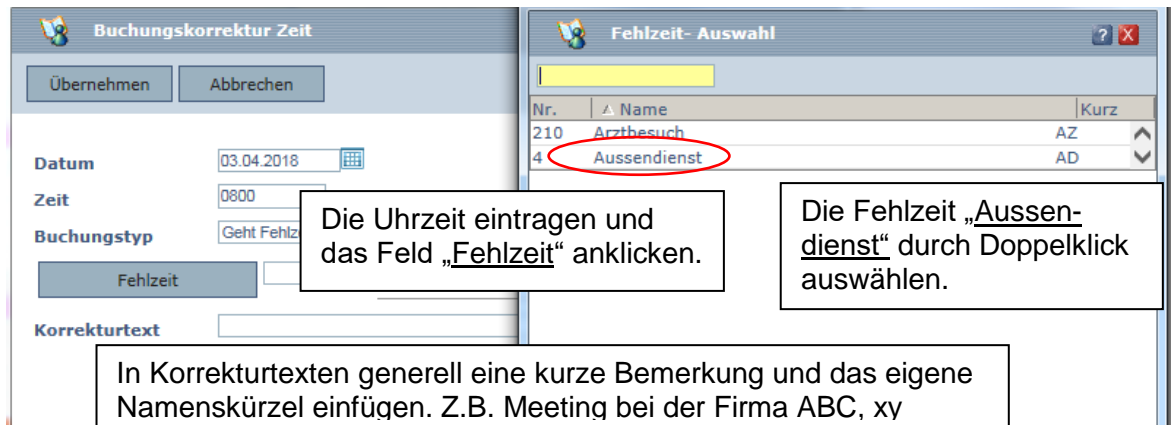 Buchungskorrektur Zeit
Übernehmen Abbrechen
Datum 03.04.2018
Zeit 0800
Buchungstyp Geht
Fehlzeit
Korrekturtext
Fehlzeit- Auswahl
Nr. Name Kurz
210 Arztbesuch AZ
4 Aussendienst AD
Die Uhrzeit eintragen und
das Feld „Fehlzeit“ anklicken.
Die Fehlzeit „Aussen-
dienst“ durch Doppelklick
auswählen.
In Korrekturtexten generell eine kurze Bemerkung und das eigene
Namenskürzel einfügen. Z.B. Meeting bei der Firma ABC, xy